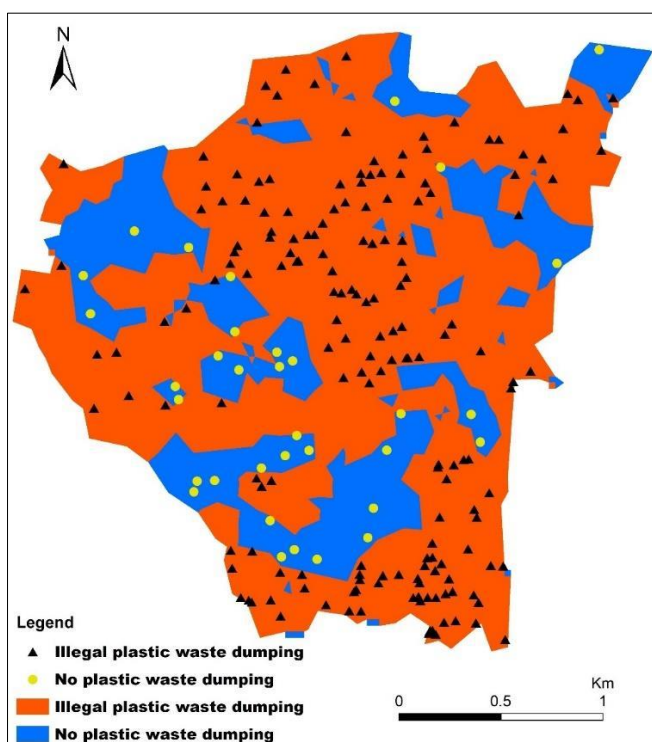 N
Legend
Illegal plastic waste dumping
No plastic waste dumping
Illegal plastic waste dumping
No plastic waste dumping
Km
0 0.5 1